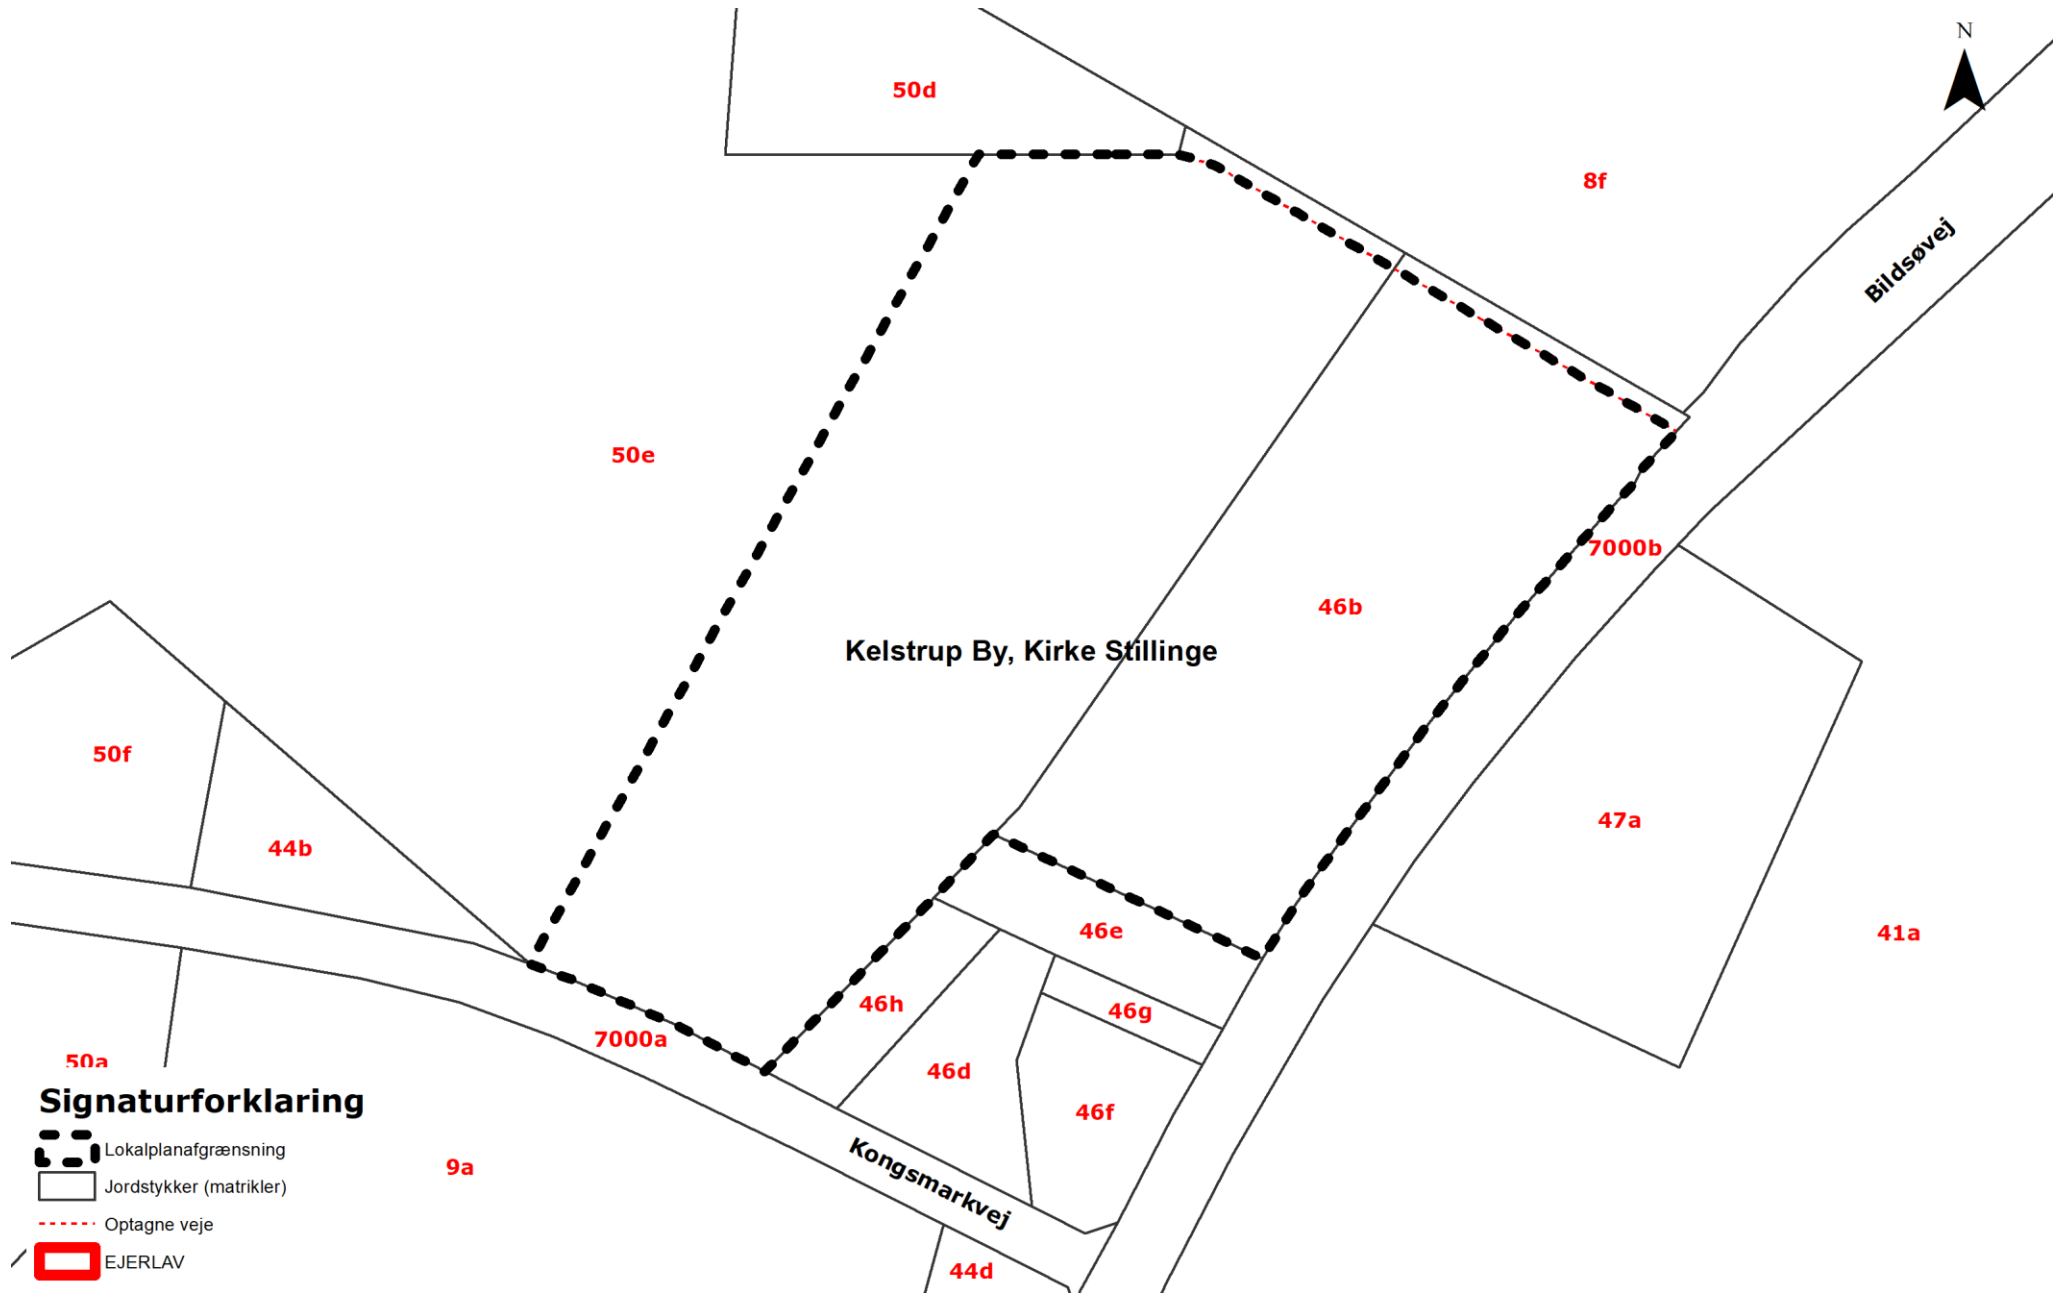 N
50d
8f
Bildsøvej
50e
7000b
46b
Kelstrup By, Kirke Stillinge
50f
47a
44b
46e
41a
46h
46g
7000a
50a
46d
46f
Kongsmarkvej
9a
44d
Signaturforklaring
Lokalplanafgrænsning
Jordstykker (matrikler)
Optagne veje
EJERLAV